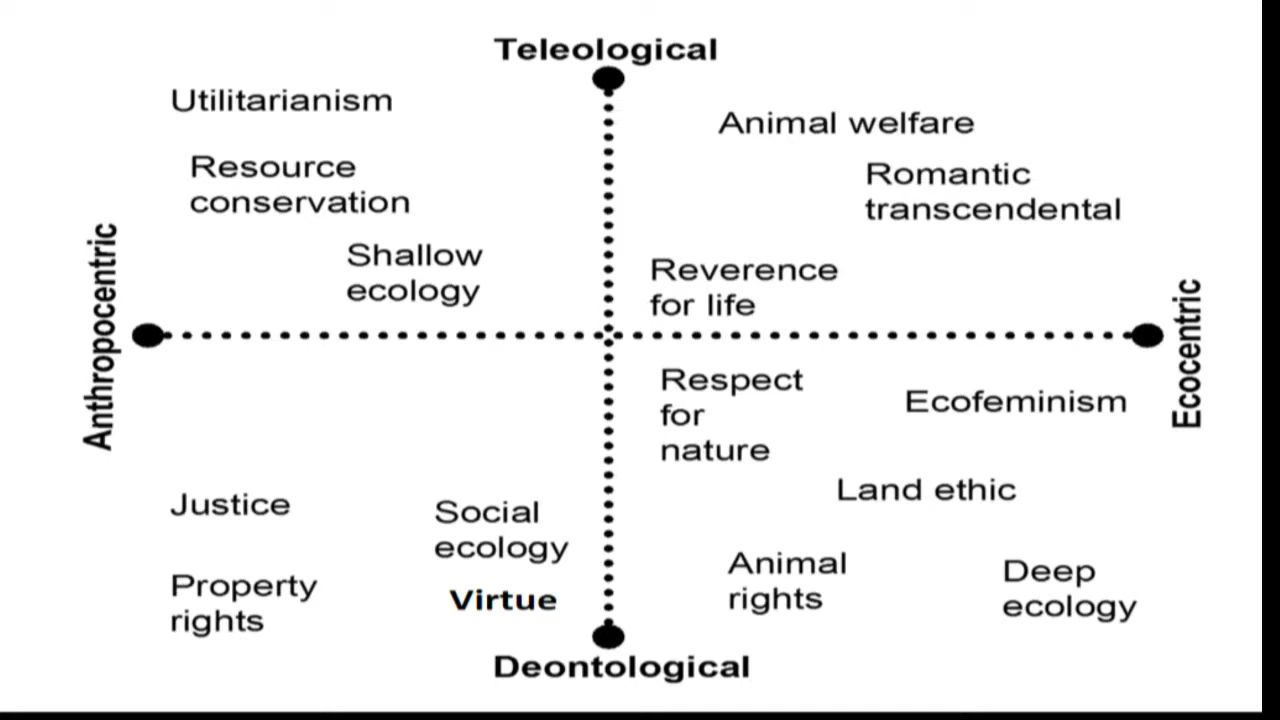 Teleological
Utilitarianism
Animal welfare
Resource
conservation
Romantic
transcendental
Shallow
ecology
Reverence
for life
Anthropocentric
Ecocentric
Respect
for
nature
Ecofeminism
Land ethic
Justice
Social
ecology
Animal
rights
Deep
ecology
Property
rights
Virtue
Deontological